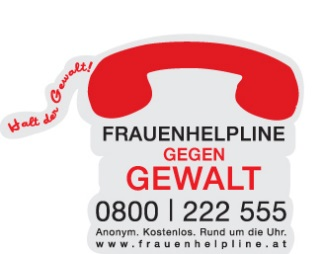 Halt der Gewalt!
FRAUENHELPLINE
GEGEN
GEWALT
0800 | 222 555
Anonym. Kostenlos. Rund um die Uhr.
www.frauenhelpline.at